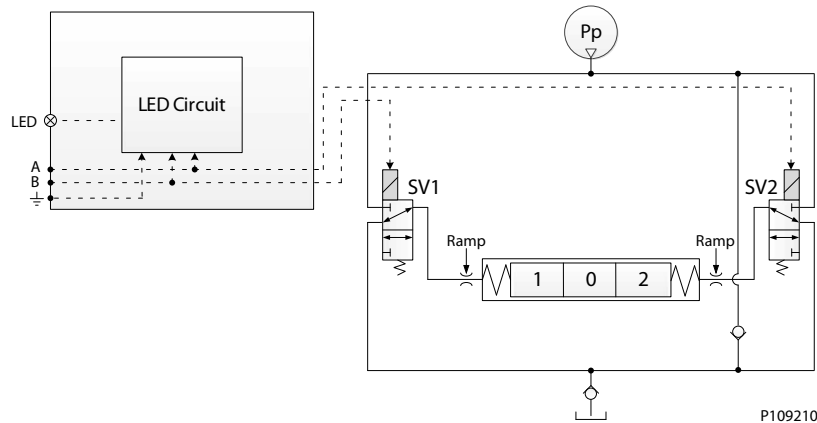 Pp
LED Circuit
LED
A
B
SV1
SV2
Ramp
Ramp
1 0 2
P109210